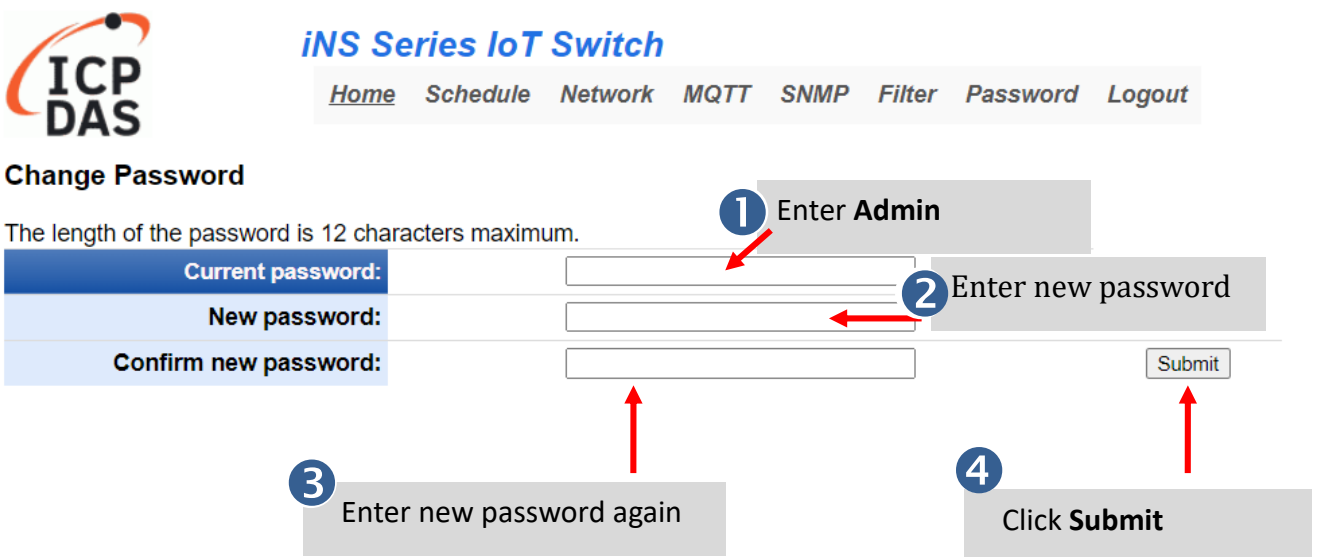 ICP
DAS
iNS Series IoT Switch
Home Schedule Network MQTT SNMP Filter Password Logout
Change Password
1 Enter Admin
The length of the password is 12 characters maximum.
Current password:
2 Enter new password
New password:
Confirm new password:
Submit
3 Enter new password again
4 Click Submit